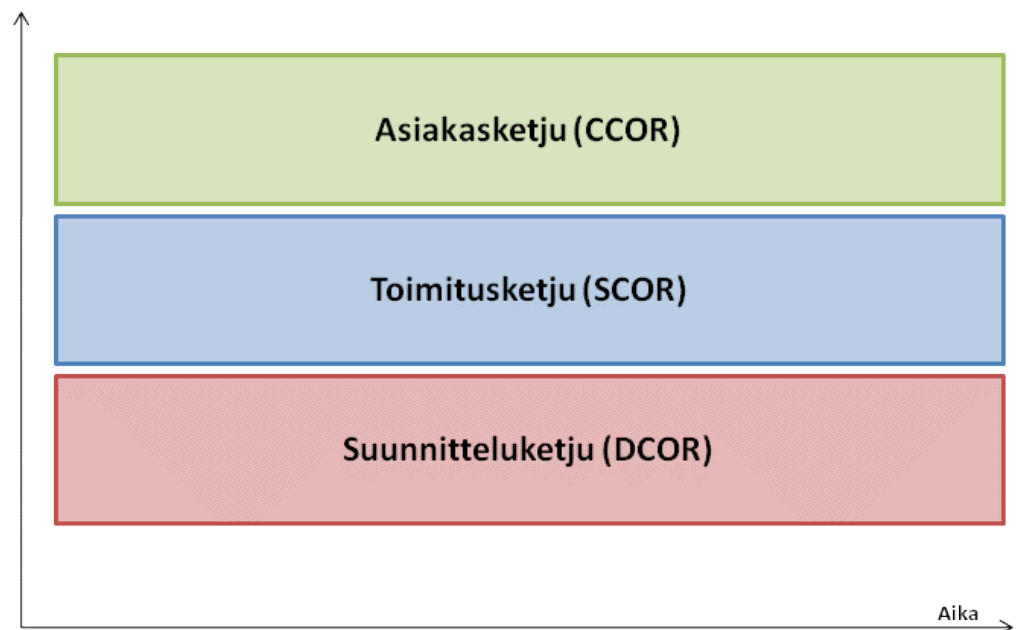 Asiakasketju (CCOR)
Toimitusketju (SCOR)
Suunnitteluketju (DCOR)
Aika